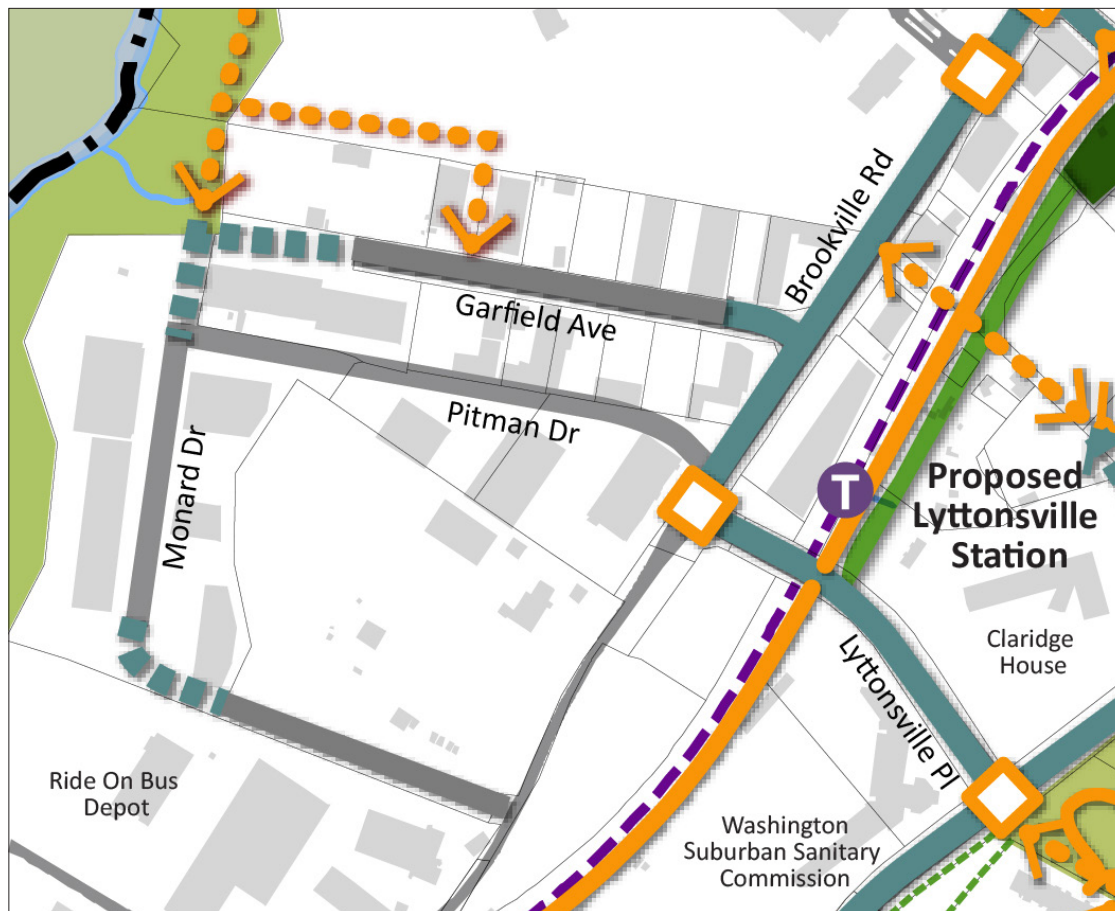 Brookville Rd
Garfield Ave
Pitman Dr
Monard Dr
T
Proposed
Lyttonsville
Station
Claridge
House
Lyttonsville Pl
Ride On Bus
Depot
Washington
Suburban Sanitary
Commission